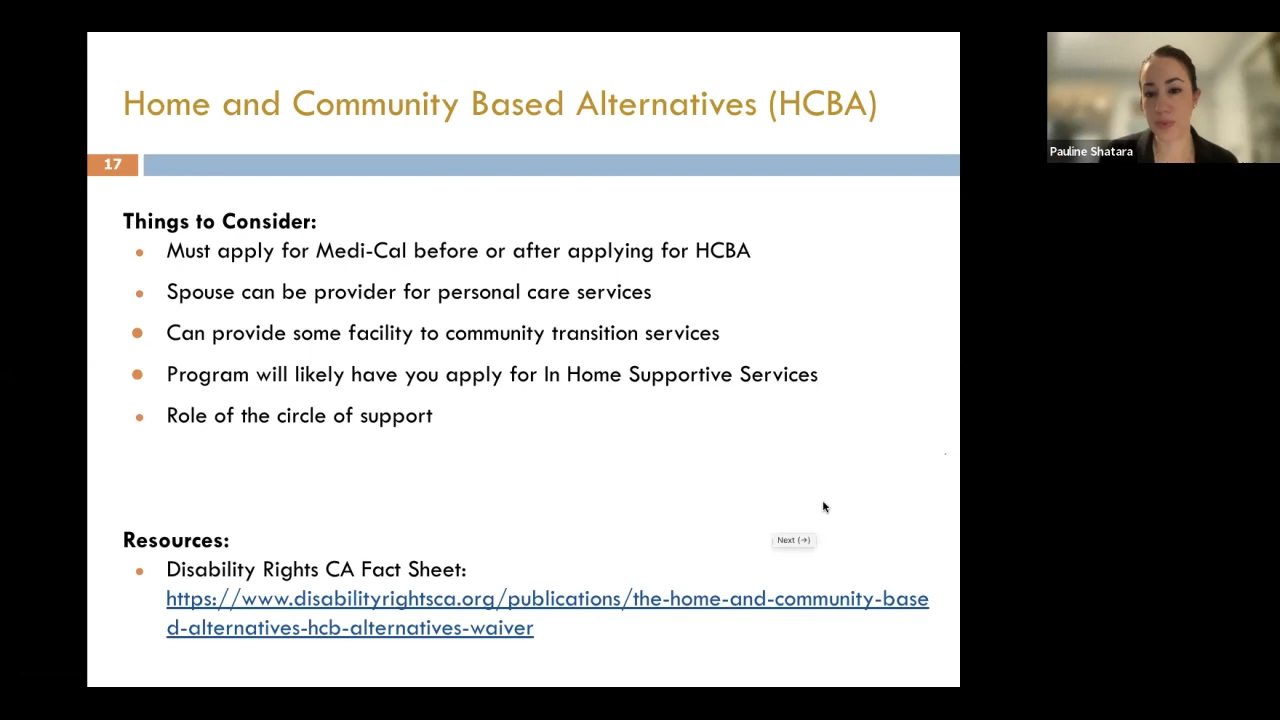 Home and Community Based Alternatives (HCBA)
17
Things to Consider:
Must apply for Medi-Cal before or after applying for HCBA
Spouse can be provider for personal care services
Can provide some facility to community transition services
Program will likely have you apply for In Home Supportive Services
Role of the circle of support
Resources:
Disability Rights CA Fact Sheet:
https://www.disabilityrightsca.org/publications/the-home-and-community-base
d-alternatives-hcb-alternatives-waiver
Next (→)
Pauline Shatara